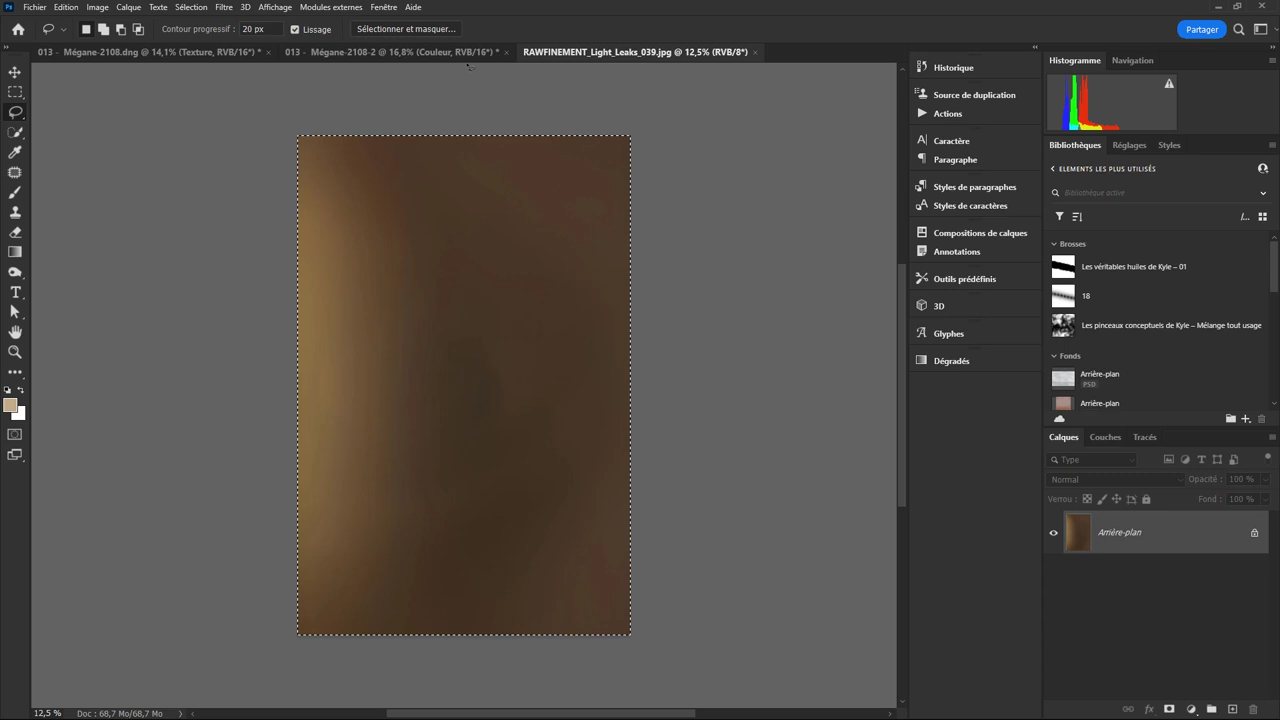 Ps Fichier Edition Image Calque Texte Sélection Filtre 3D Affichage Modules externes Fenêtre Aide
Contour progressif : 20 px Lissage Sélectionner et masquer... Partager
013 - Mégane-2108.dng @ 14,1% (Texture, RVB/16*) * × 013 - Mégane-2108-2 @ 16,8% (Couleur, RVB/16*) * × RAWFINEMENT_Light_Leaks_039.jpg @ 12,5% (RVB/8*) ×
Historique
Source de duplication
Actions
Caractère
Paragraphe
Styles de paragraphes
Styles de caractères
Compositions de calques
Annotations
Outils prédéfinis
3D
Glyphes
Dégradés
Histogramme Navigation
Bibliothèques Réglages Styles
ELEMENTS LES PLUS UTILISÉS
Bibliothèque active
Brosses
Les véritables huiles de Kyle – 01
18
Les pinceaux conceptuels de Kyle – Mélange tout usage
Fonds
Arrière-plan
PSD
Arrière-plan
Calques Couches Tracés
Type
Normal Opacité : 100 %
Verrou : Fond : 100 %
Arrière-plan
12,5 % Doc : 68,7 Mo/68,7 Mo